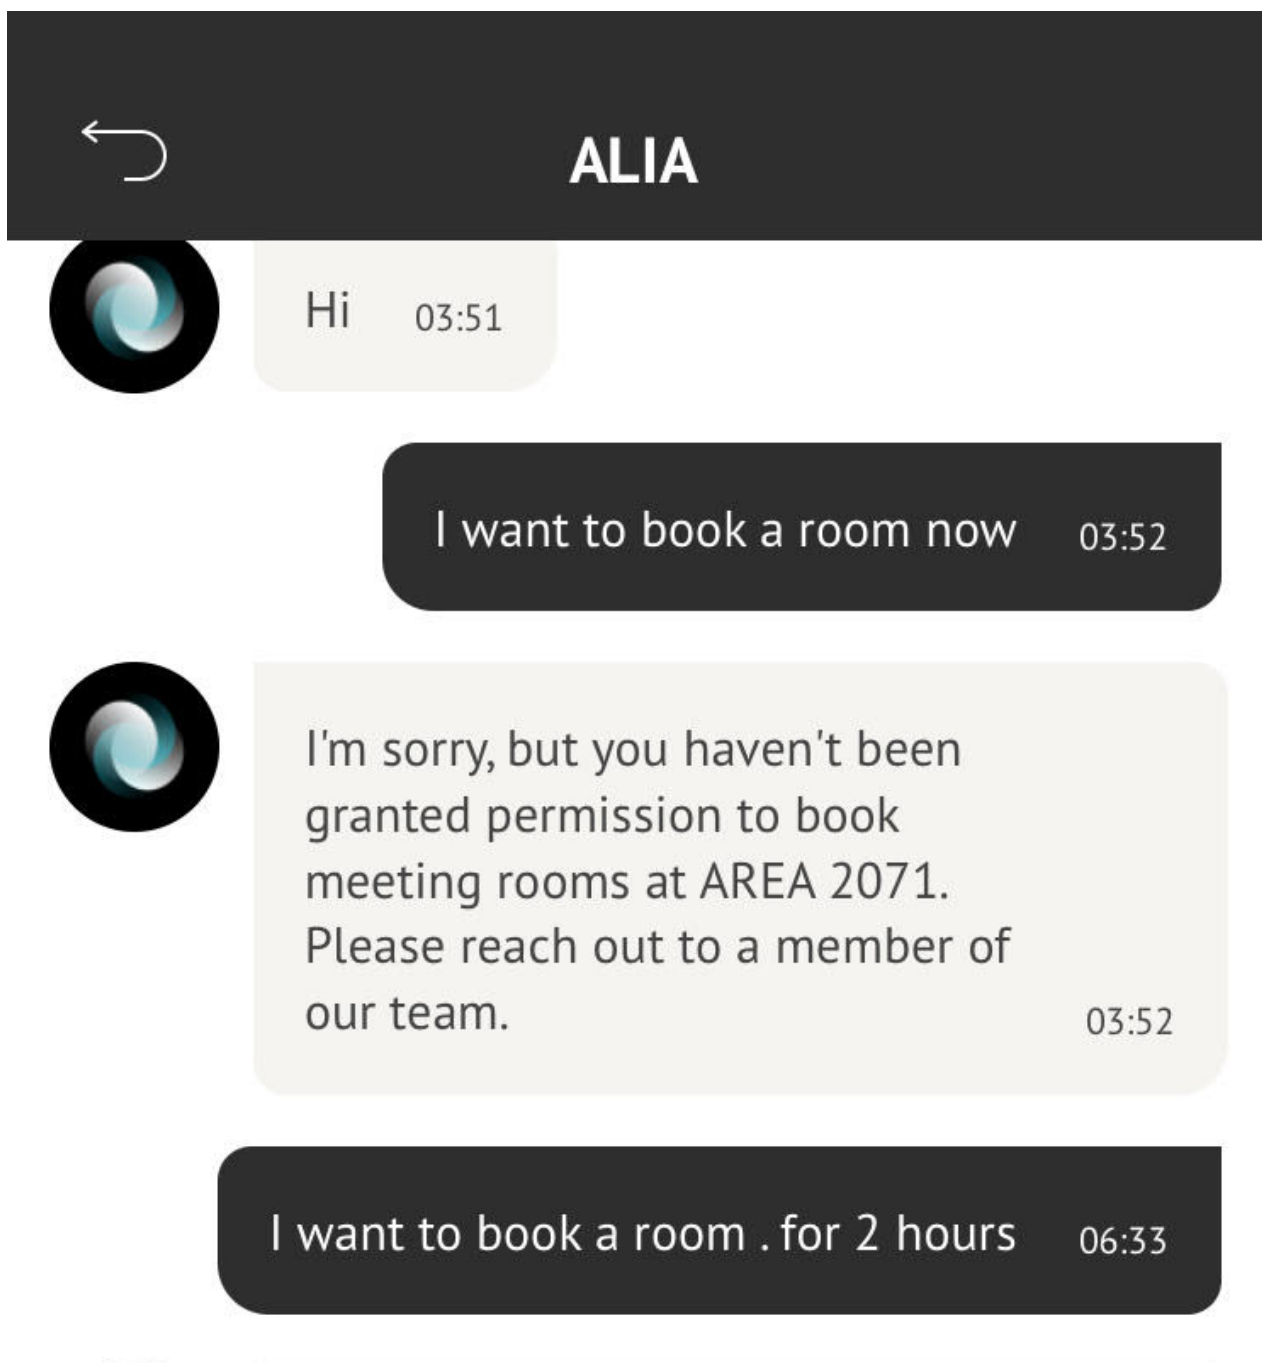 ALIA
Hi 03:51
I want to book a room now 03:52
I'm sorry, but you haven't been
granted permission to book
meeting rooms at AREA 2071.
Please reach out to a member of
our team. 03:52
I want to book a room . for 2 hours 06:33